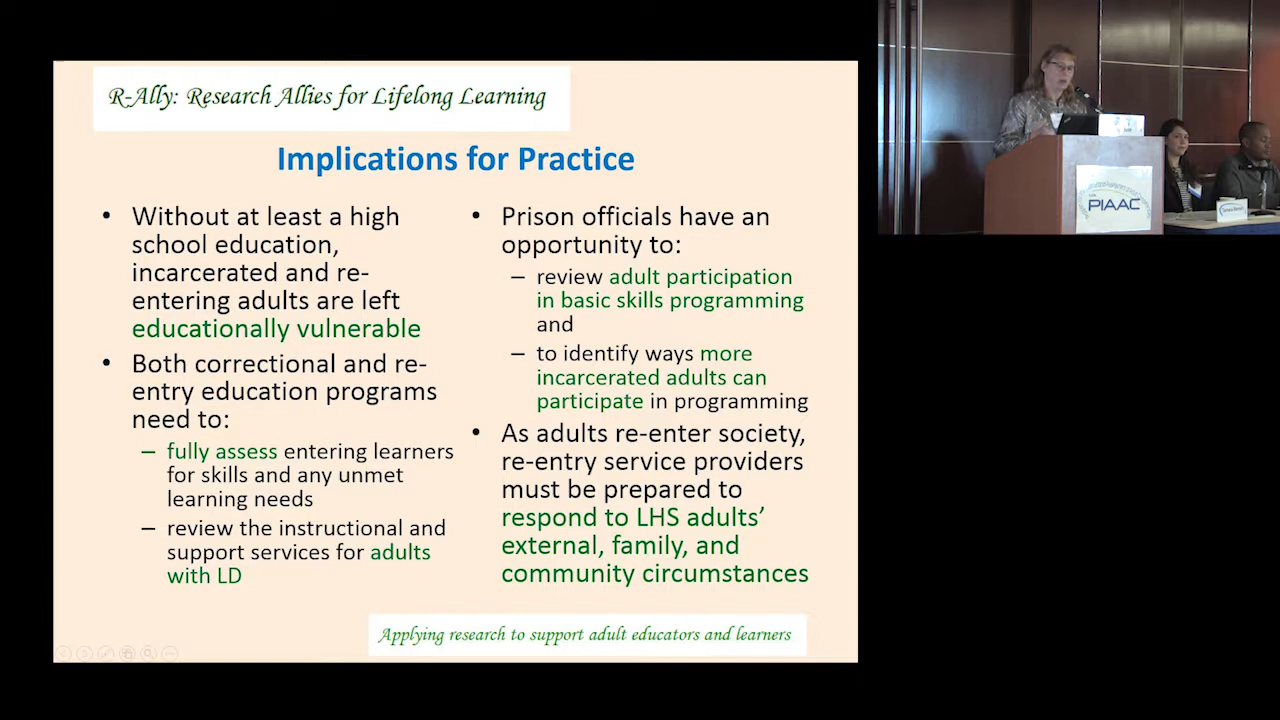 R-Ally: Research Allies for Lifelong Learning
Implications for Practice
• Without at least a high
school education,
incarcerated and re-
entering adults are left
educationally vulnerable
• Both correctional and re-
entry education programs
need to:
– fully assess entering learners
for skills and any unmet
learning needs
– review the instructional and
support services for adults
with LD
• Prison officials have an
opportunity to:
– review adult participation
in basic skills programming
and
– to identify ways more
incarcerated adults can
participate in programming
• As adults re-enter society,
re-entry service providers
must be prepared to
respond to LHS adults’
external, family, and
community circumstances
Applying research to support adult educators and learners
PIAAC